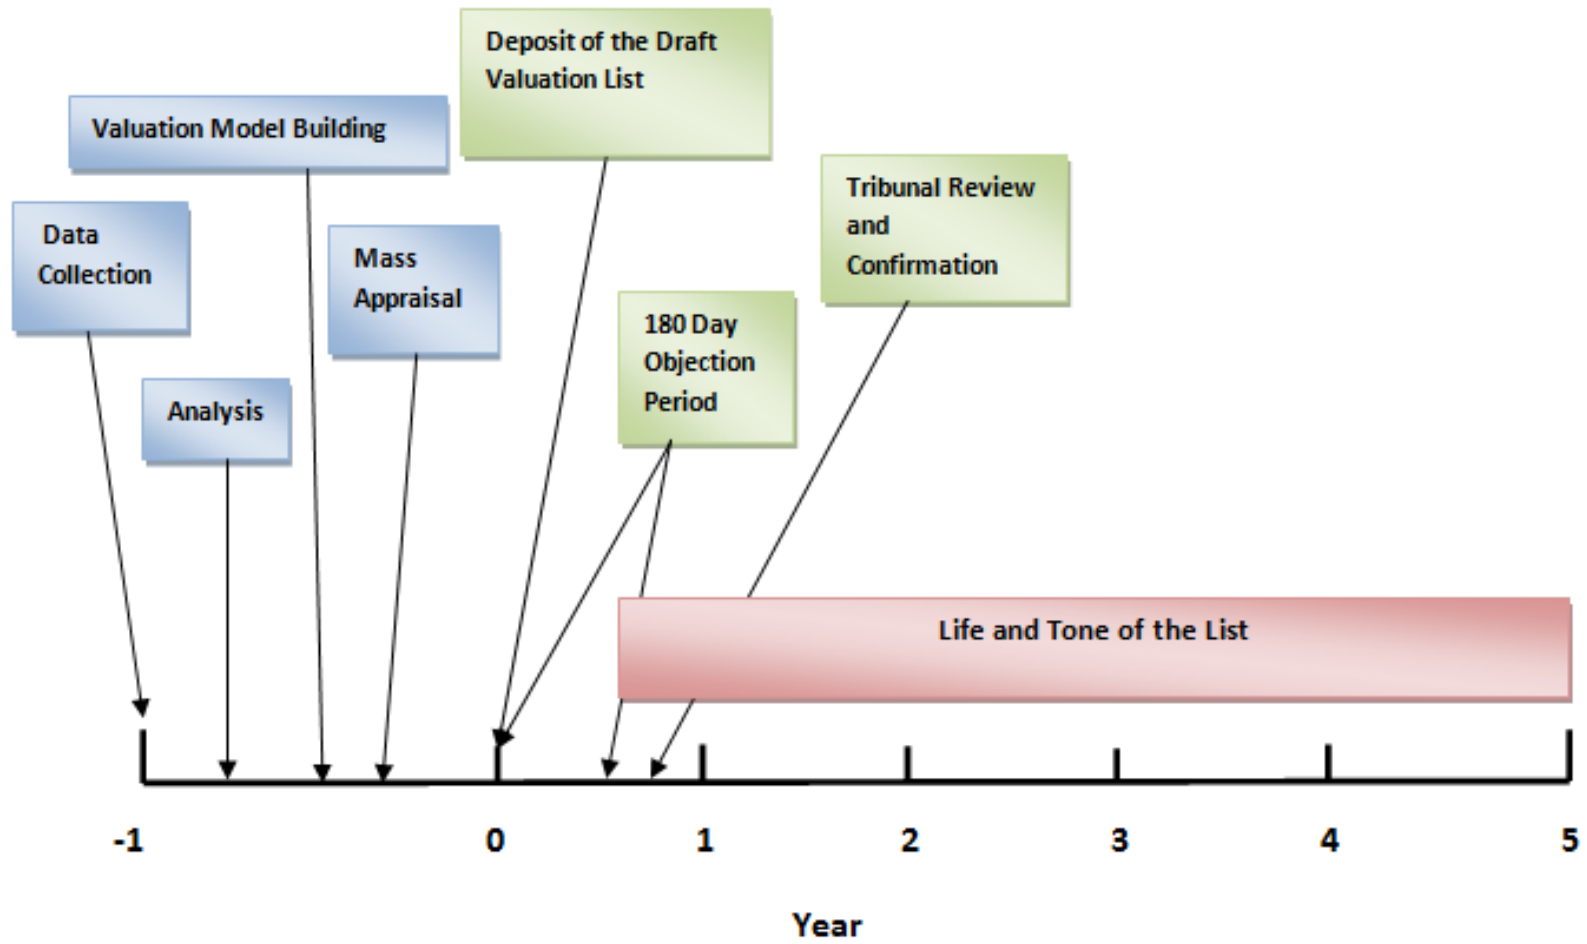 Deposit of the Draft
Valuation List
Valuation Model Building
Tribunal Review
and
Confirmation
Data
Collection
Mass
Appraisal
180 Day
Objection
Period
Analysis
Life and Tone of the List
-1 0 1 2 3 4 5
Year